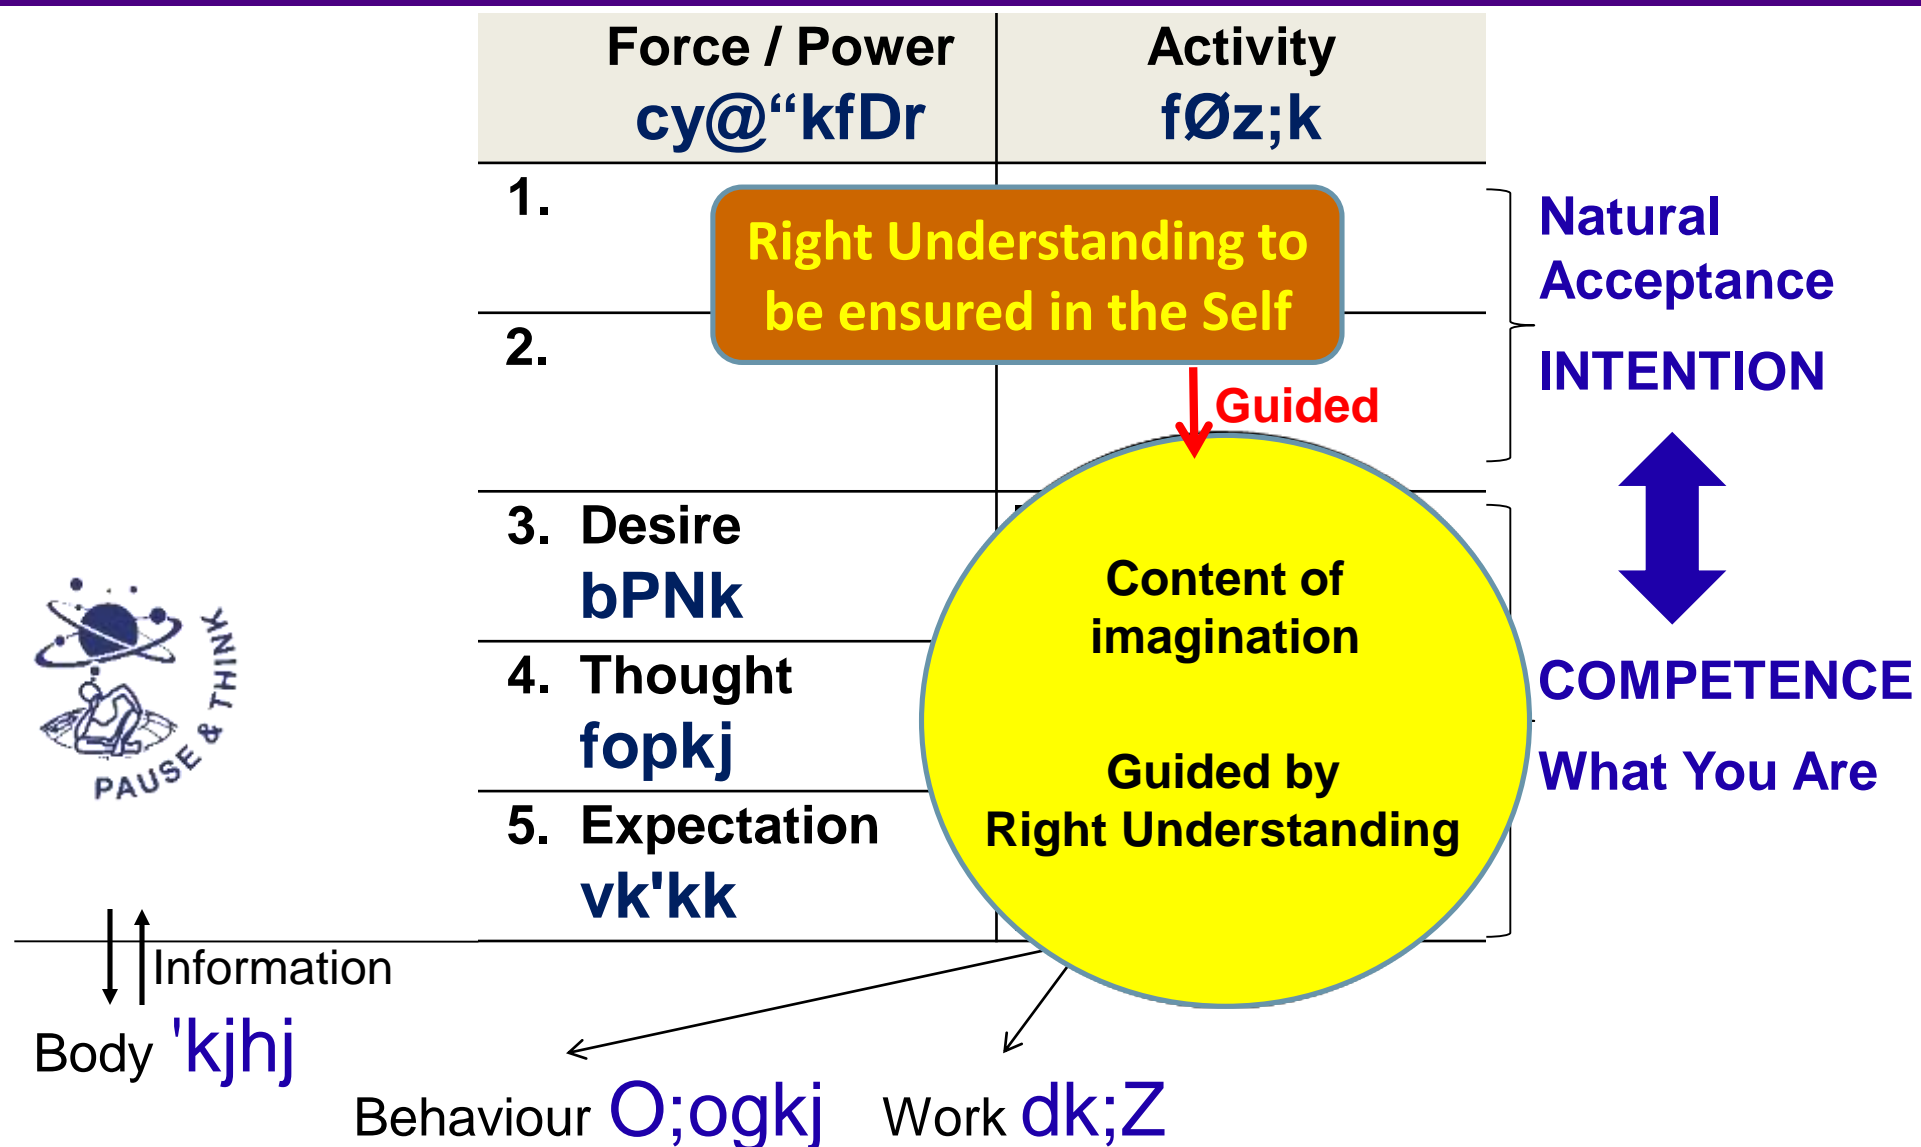 Force / Power
cy@“kfDr
Activity
fØz;k
1.
Right Understanding to
be ensured in the Self
2.
Guided
Natural
Acceptance
INTENTION
3. Desire
bPNk
4. Thought
fopkj
5. Expectation
vk'kk
Content of
imagination
Guided by
Right Understanding
COMPETENCE
What You Are
PAUSE & THINK
Information
Body 'kjhj
Behaviour O;ogkj
Work dk;Z